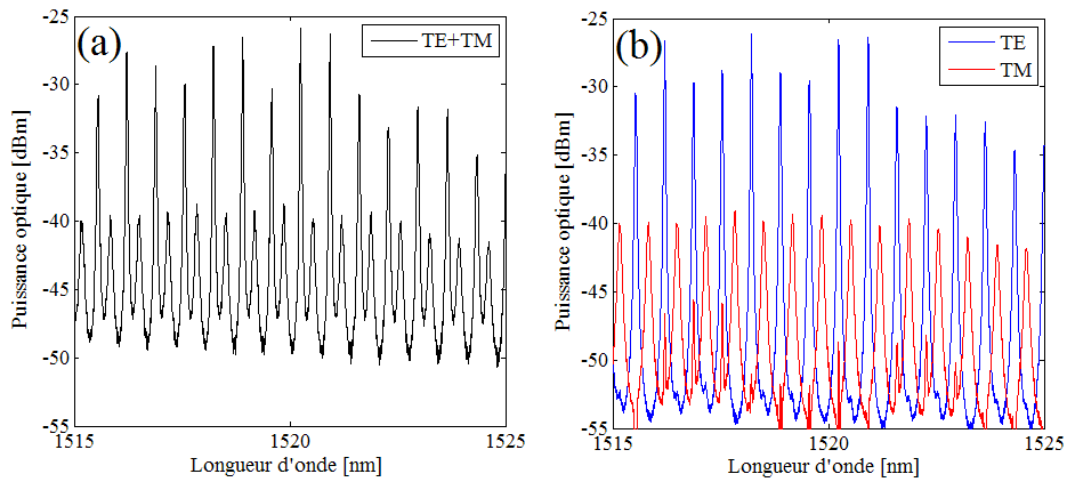 (a)
TE+TM
-25
-30
-35
-40
-45
-50
-55
1515
1520
1525
Puissance optique [dBm]
Longueur d'onde [nm]
(b)
TE
TM
-25
-30
-35
-40
-45
-50
-55
1515
1520
1525
Puissance optique [dBm]
Longueur d'onde [nm]